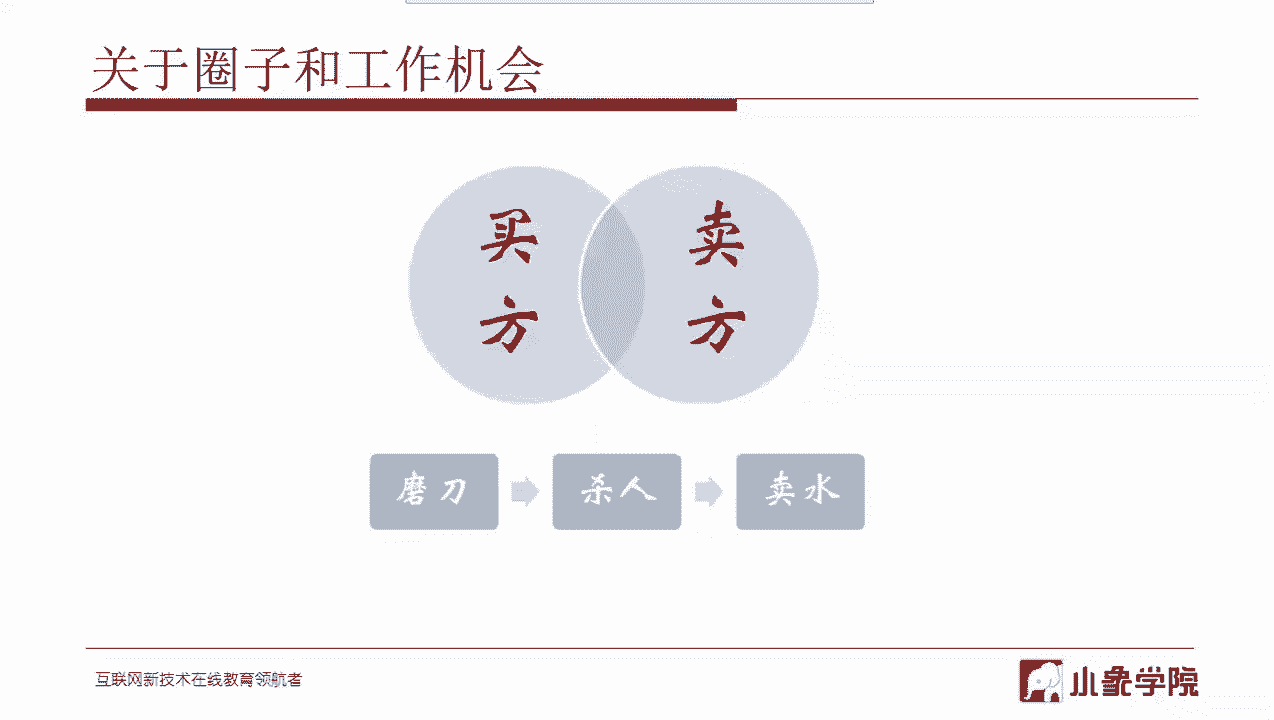 关于圈子和工作机会
买方
卖方
磨刀
杀人
卖水
互联网新技术在线教育领航者
小象学院